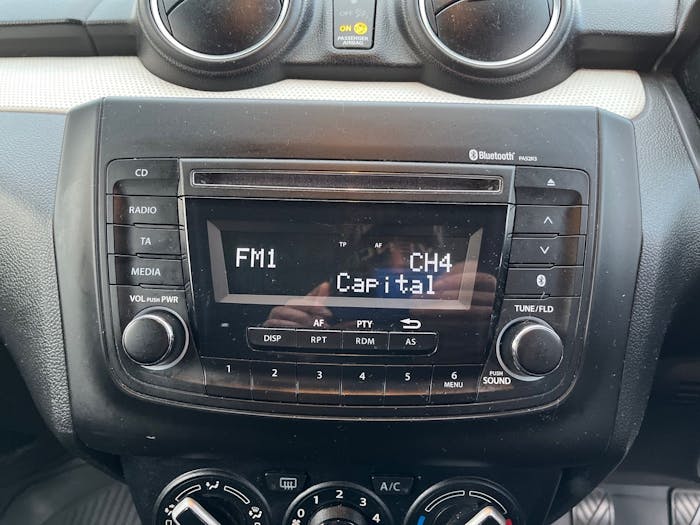 OFF
ON
PASSENGER
AIRBAG
Bluetooth
PA52R3
CD
RADIO
TA
MEDIA
VOL PUSH PWR
TP AF
FM1 CH4
Capital
AF PTY
DISP RPT RDM AS
TUNE/FLD
PUSH
SOUND
1 2 3 4 5 6
MENU
A/C
0 1 2 3 4